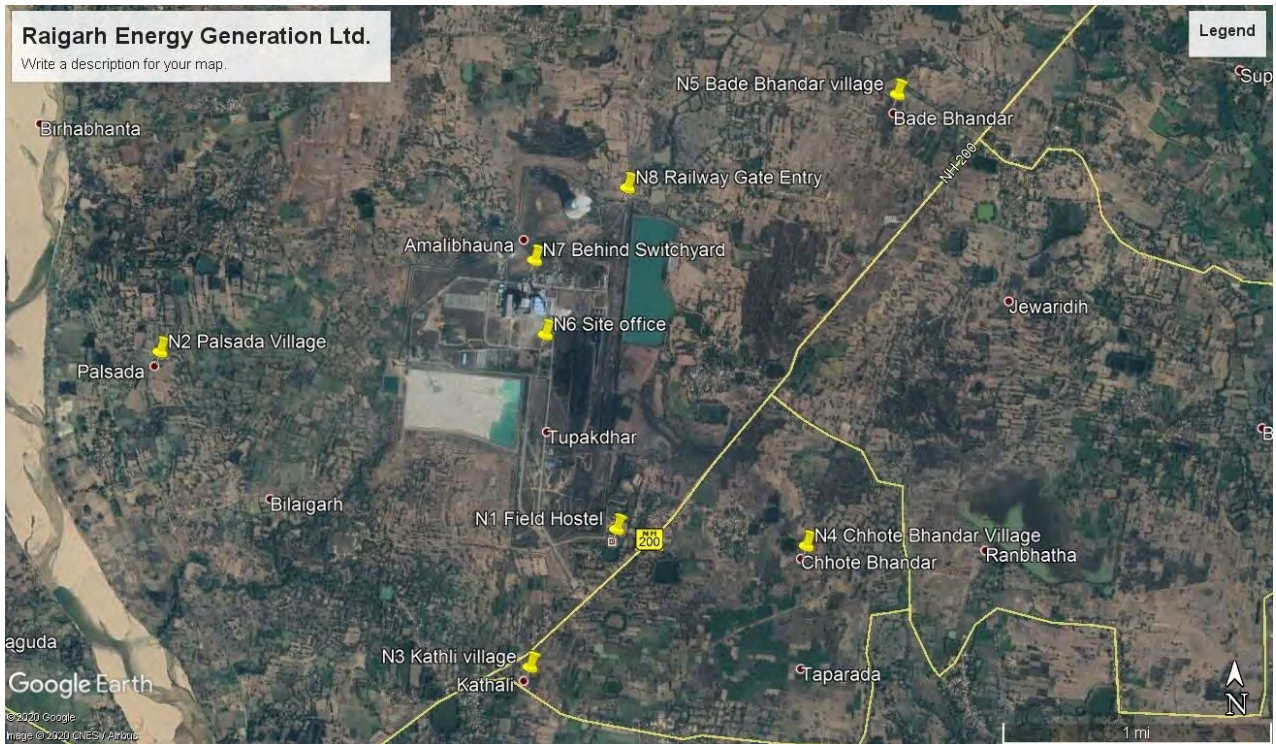 Raigarh Energy Generation Ltd.
Write a description for your map.
Legend
N5 Bade Bhandar village
Sup
Bade Bhandar
Birhabhanta
NH-200
N8 Railway Gate Entry
Amalibhauna
N7 Behind Switchyard
Jewaridih
N6 Site office
N2 Palsada Village
Palsada
Tupakdhar
B
Bilaigarh
N1 Field Hostel
NH
200
N4 Chhote Bhandar Village
Ranbhatha
Chhote Bhandar
aguda
N3 Kathli village
Kathali
Taparada
Google Earth
N
© 2020 Google
Image © 2020 CNES / Airbus
1 mi